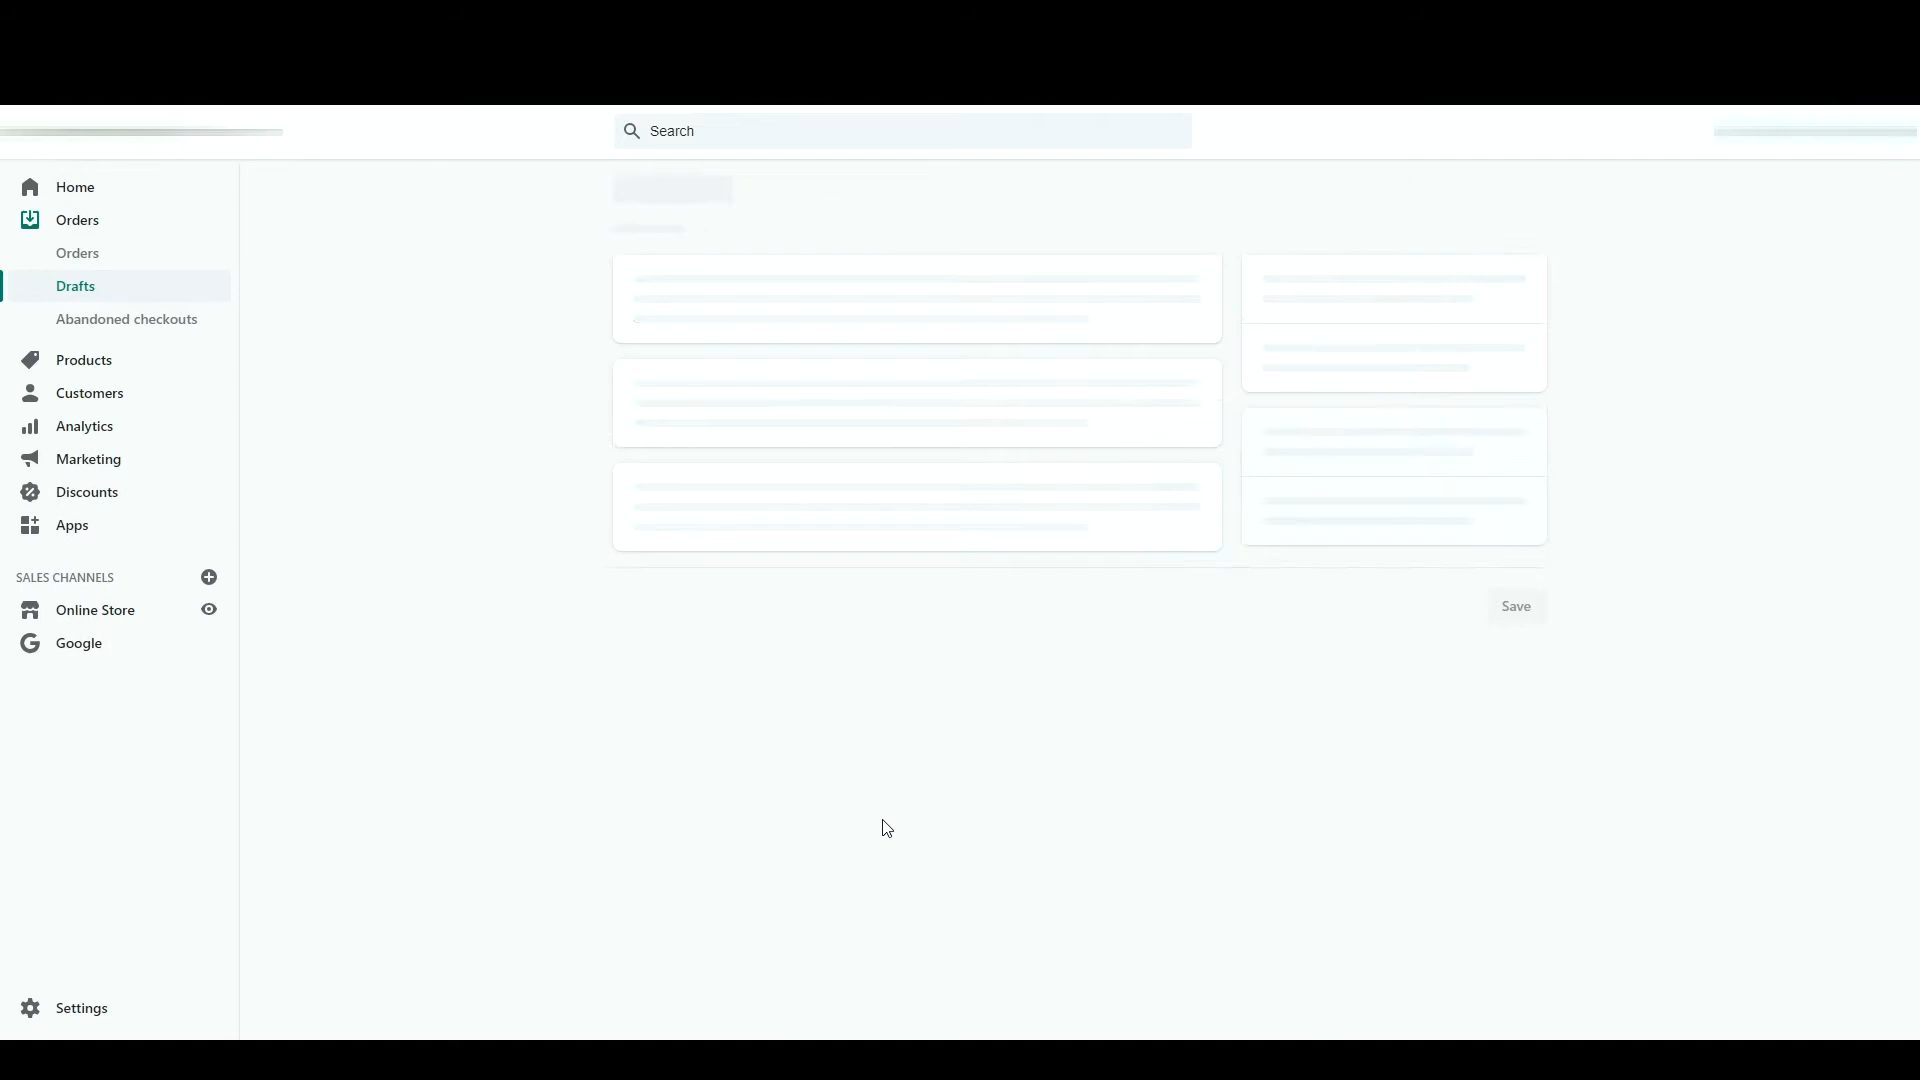 Search
Home
Orders
Orders
Drafts
Abandoned checkouts
Products
Customers
Analytics
Marketing
Discounts
Apps
SALES CHANNELS
Online Store
Google
Settings
Save